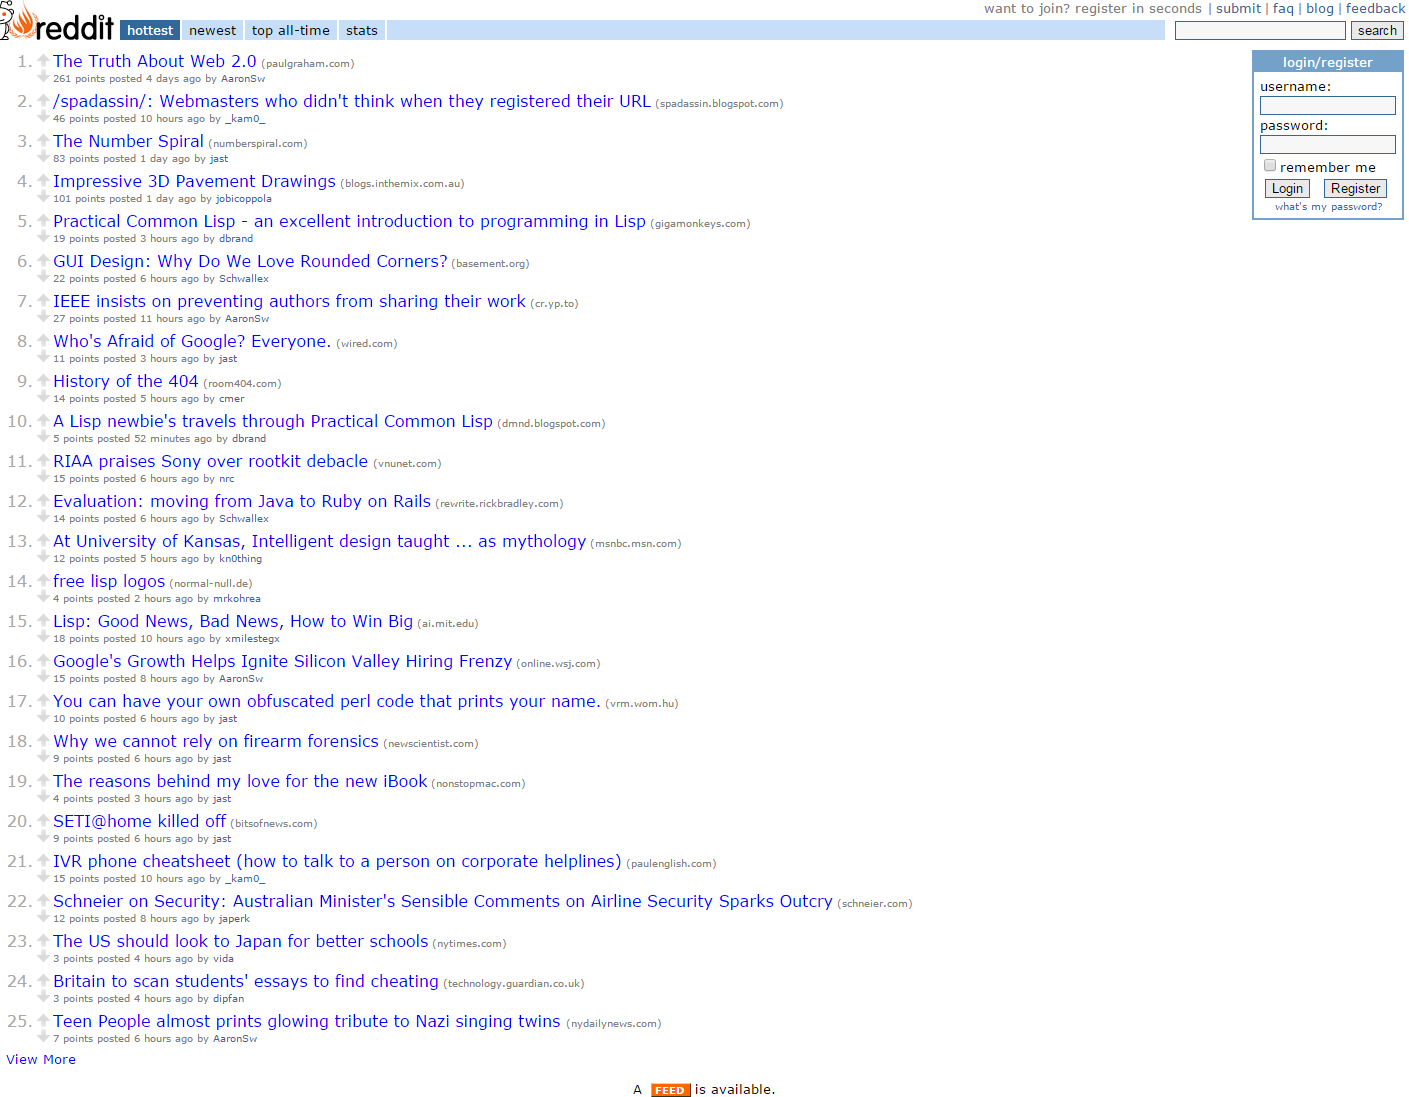 want to join? register in seconds | submit | faq | blog | feedback
reddit hottest newest top all-time stats search
login/register
username:
password:
remember me
Login Register
what's my password?
1. The Truth About Web 2.0 (paulgraham.com)
261 points posted 4 days ago by AaronSw
2. /spadassin/: Webmasters who didn't think when they registered their URL (spadassin.blogspot.com)
46 points posted 10 hours ago by _kam0_
3. The Number Spiral (numberspiral.com)
83 points posted 1 day ago by jast
4. Impressive 3D Pavement Drawings (blogs.inthemix.com.au)
101 points posted 1 day ago by jobicoppola
5. Practical Common Lisp - an excellent introduction to programming in Lisp (gigamonkeys.com)
19 points posted 3 hours ago by dbrand
6. GUI Design: Why Do We Love Rounded Corners? (basement.org)
22 points posted 6 hours ago by Schwallex
7. IEEE insists on preventing authors from sharing their work (cr.yp.to)
27 points posted 11 hours ago by AaronSw
8. Who's Afraid of Google? Everyone. (wired.com)
11 points posted 3 hours ago by jast
9. History of the 404 (room404.com)
14 points posted 5 hours ago by cmer
10. A Lisp newbie's travels through Practical Common Lisp (dmnd.blogspot.com)
5 points posted 52 minutes ago by dbrand
11. RIAA praises Sony over rootkit debacle (vnunet.com)
15 points posted 6 hours ago by nrc
12. Evaluation: moving from Java to Ruby on Rails (rewrite.rickbradley.com)
14 points posted 6 hours ago by Schwallex
13. At University of Kansas, Intelligent design taught ... as mythology (msnbc.msn.com)
12 points posted 5 hours ago by kn0thing
14. free lisp logos (normal-null.de)
4 points posted 2 hours ago by mrkohrea
15. Lisp: Good News, Bad News, How to Win Big (ai.mit.edu)
18 points posted 10 hours ago by xmilestegx
16. Google's Growth Helps Ignite Silicon Valley Hiring Frenzy (online.wsj.com)
15 points posted 8 hours ago by AaronSw
17. You can have your own obfuscated perl code that prints your name. (vrm.wom.hu)
10 points posted 6 hours ago by jast
18. Why we cannot rely on firearm forensics (newscientist.com)
9 points posted 6 hours ago by jast
19. The reasons behind my love for the new iBook (nonstopmac.com)
4 points posted 3 hours ago by jast
20. SETI@home killed off (bitsofnews.com)
9 points posted 6 hours ago by jast
21. IVR phone cheatsheet (how to talk to a person on corporate helplines) (paulenglish.com)
15 points posted 10 hours ago by _kam0_
22. Schneier on Security: Australian Minister's Sensible Comments on Airline Security Sparks Outcry (schneier.com)
12 points posted 8 hours ago by japerk
23. The US should look to Japan for better schools (nytimes.com)
3 points posted 4 hours ago by vida
24. Britain to scan students' essays to find cheating (technology.guardian.co.uk)
3 points posted 4 hours ago by dipfan
25. Teen People almost prints glowing tribute to Nazi singing twins (nydailynews.com)
7 points posted 6 hours ago by AaronSw
View More
A FEED is available.